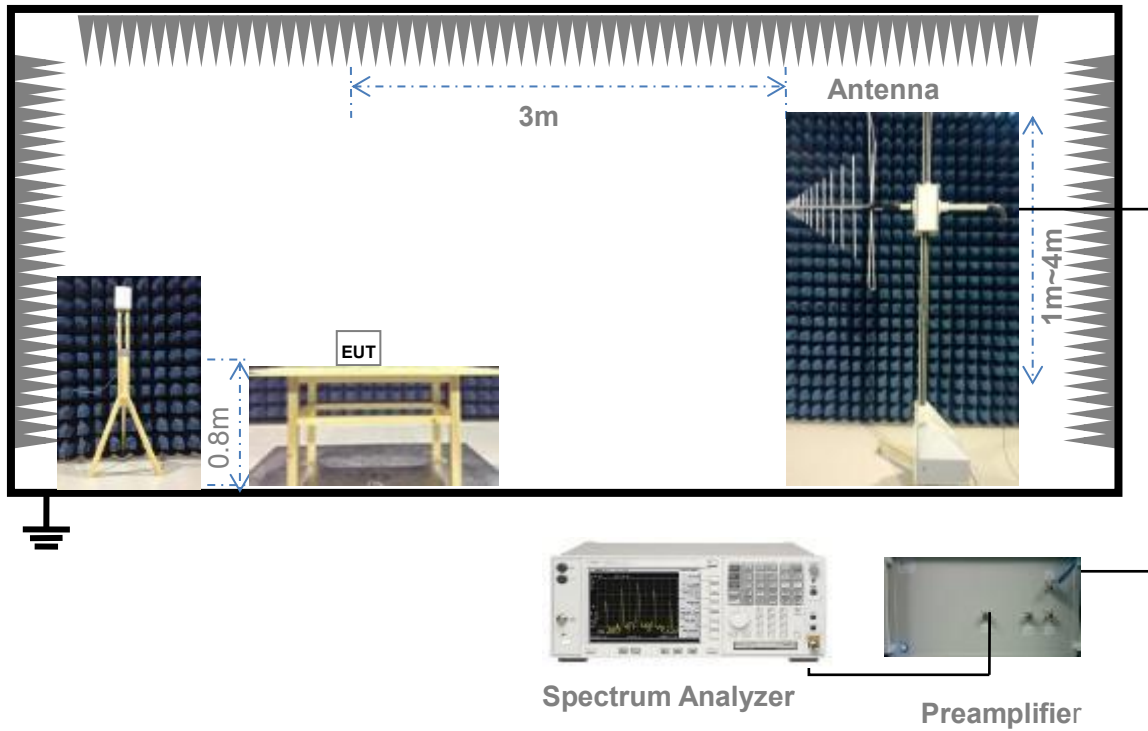 Antenna
3m
1m~4m
EUT
0.8m
Spectrum Analyzer
Preamplifier